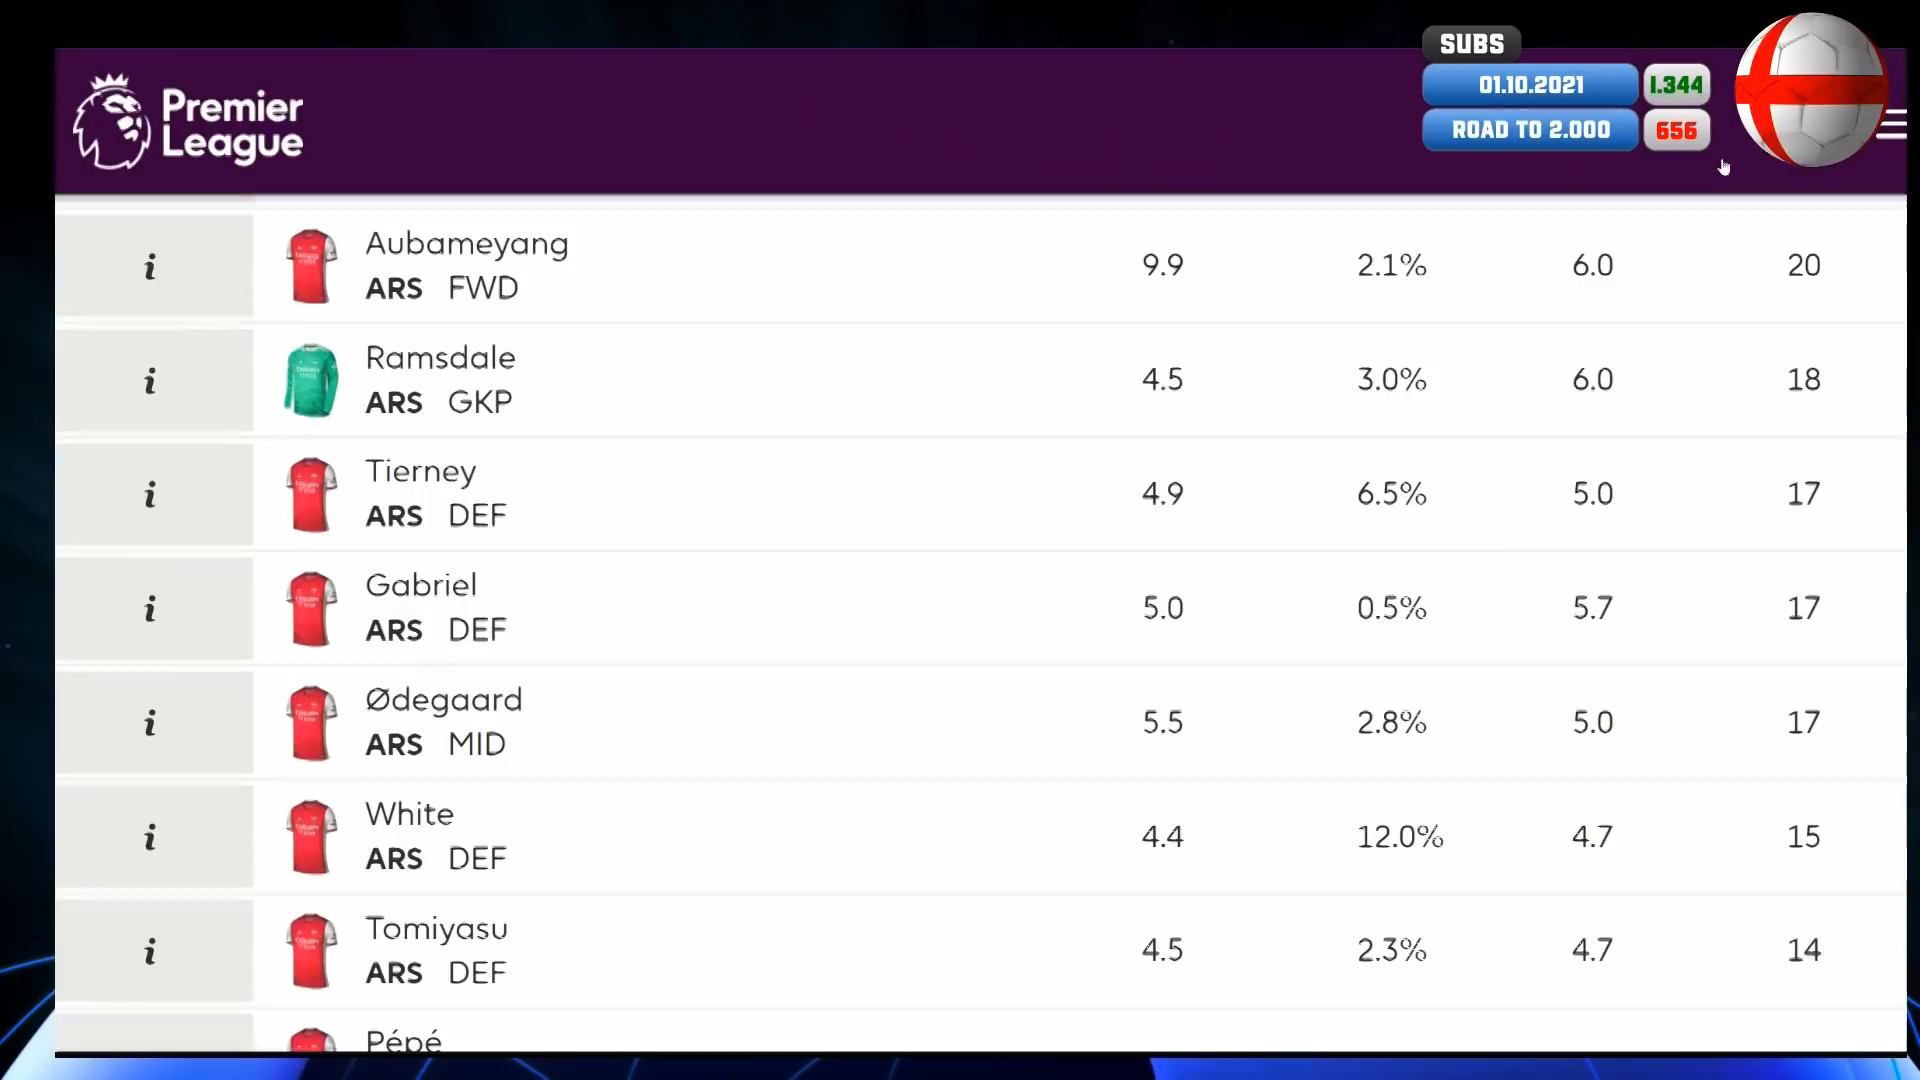 SUBS
01.10.2021 1.344
ROAD TO 2.000 656
Premier
League
i Aubameyang 9.9 2.1% 6.0 20
ARS FWD
i Ramsdale 4.5 3.0% 6.0 18
ARS GKP
i Tierney 4.9 6.5% 5.0 17
ARS DEF
i Gabriel 5.0 0.5% 5.7 17
ARS DEF
i Ødegaard 5.5 2.8% 5.0 17
ARS MID
i White 4.4 12.0% 4.7 15
ARS DEF
i Tomiyasu 4.5 2.3% 4.7 14
ARS DEF
Pépé